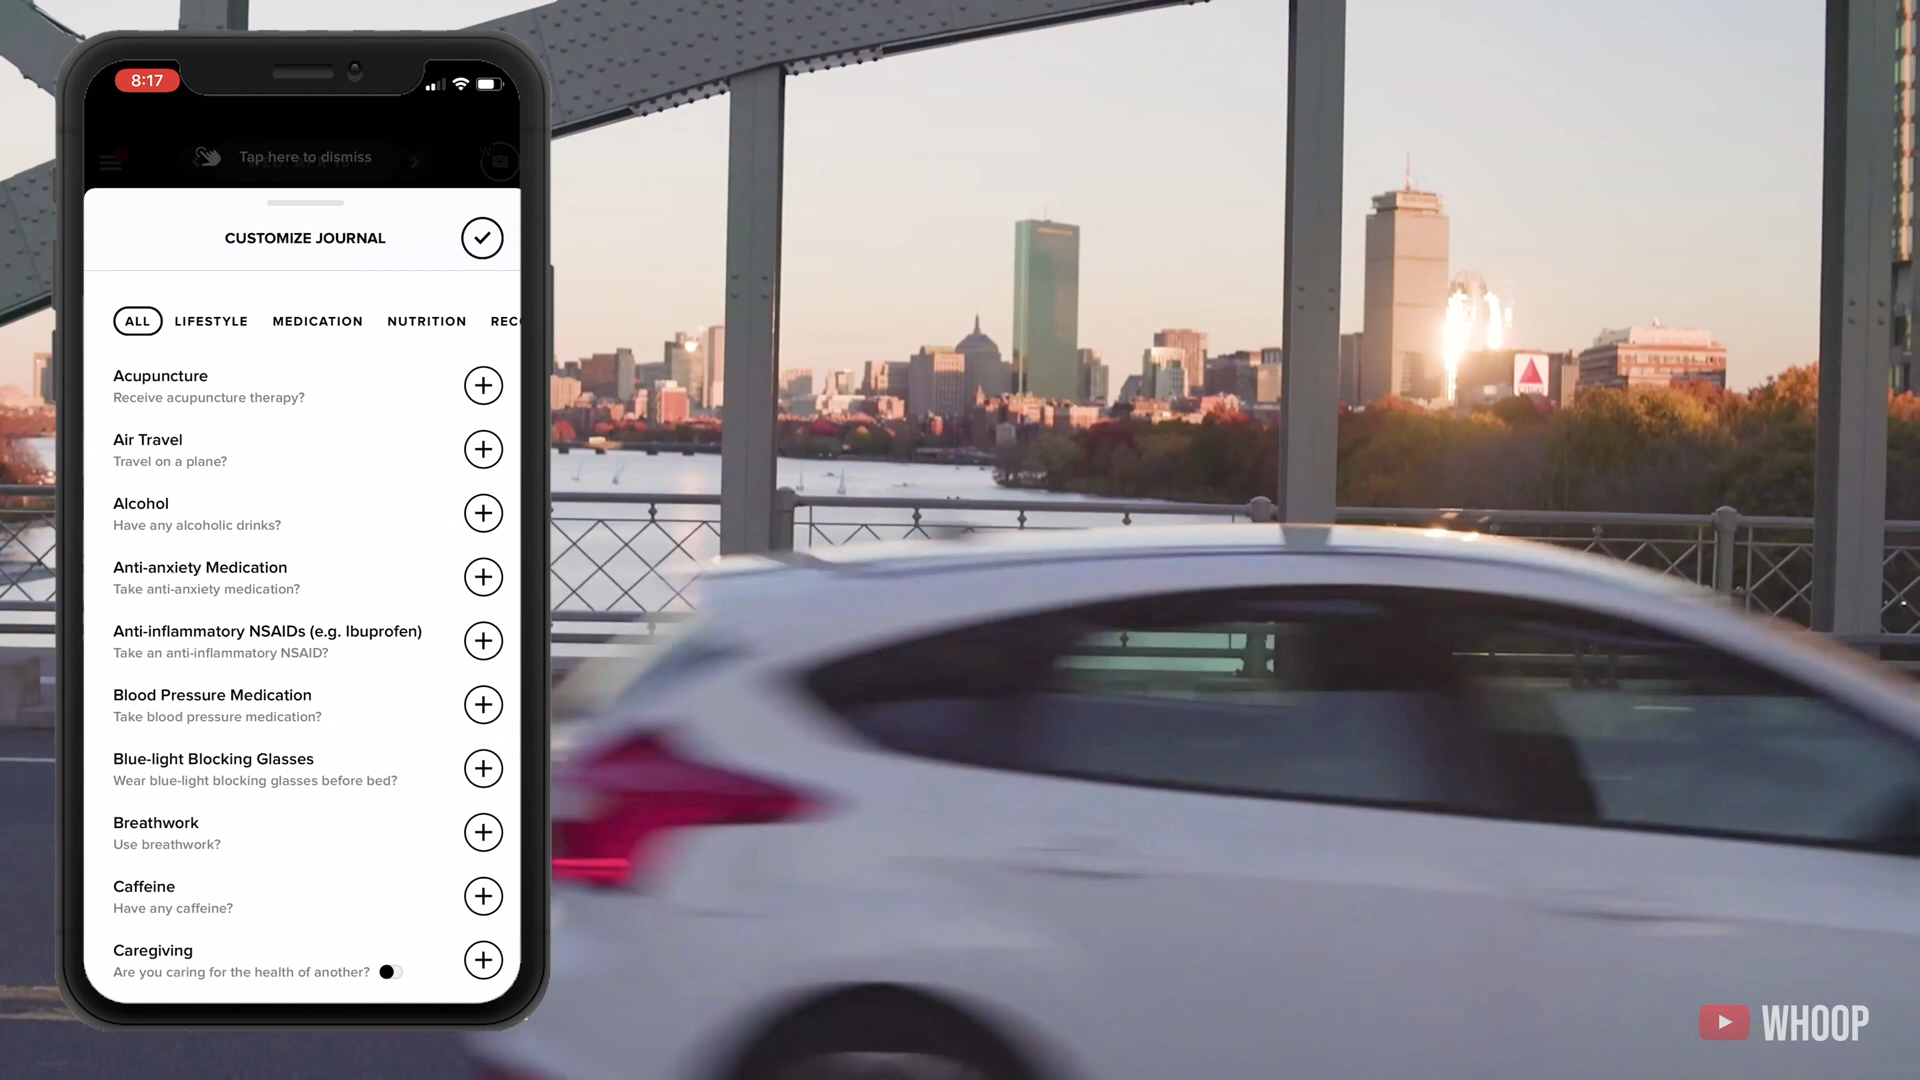 8:17
Tap here to dismiss
CUSTOMIZE JOURNAL
ALL LIFESTYLE MEDICATION NUTRITION REC
Acupuncture
Receive acupuncture therapy?
Air Travel
Travel on a plane?
Alcohol
Have any alcoholic drinks?
Anti-anxiety Medication
Take anti-anxiety medication?
Anti-inflammatory NSAIDs (e.g. Ibuprofen)
Take an anti-inflammatory NSAID?
Blood Pressure Medication
Take blood pressure medication?
Blue-light Blocking Glasses
Wear blue-light blocking glasses before bed?
Breathwork
Use breathwork?
Caffeine
Have any caffeine?
Caregiving
Are you caring for the health of another?
CITGO
WHOOP